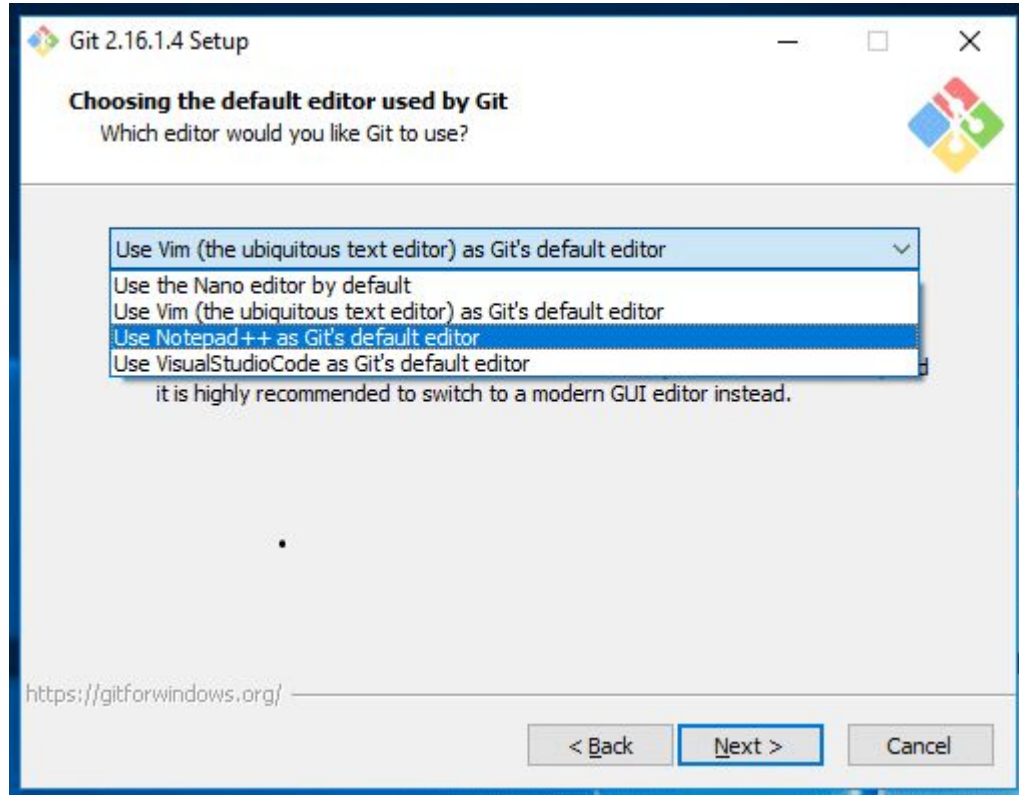 Git 2.16.1.4 Setup
Choosing the default editor used by Git
Which editor would you like Git to use?
Use Vim (the ubiquitous text editor) as Git's default editor
Use the Nano editor by default
Use Vim (the ubiquitous text editor) as Git's default editor
Use Notepad++ as Git's default editor
Use VisualStudioCode as Git's default editor
it is highly recommended to switch to a modern GUI editor instead.
https://gitforwindows.org/
< Back Next > Cancel